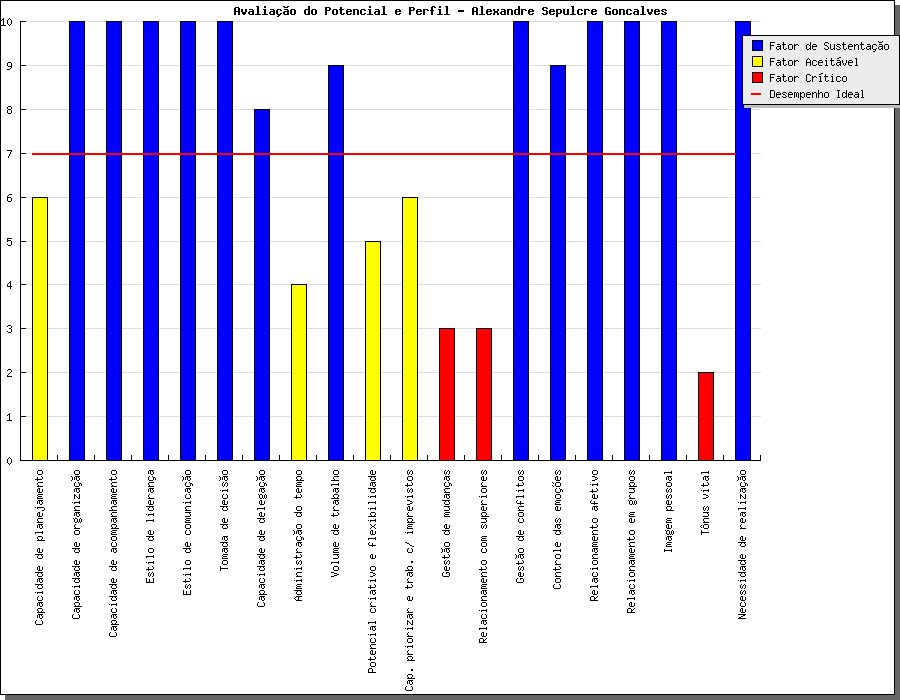 Avaliação do Potencial e Perfil - Alexandre Sepulcre Goncalves
10
9
8
7
6
5
4
3
2
1
0
Fator de Sustentação
Fator Aceitável
Fator Crítico
Desempenho Ideal
Capacidade de planejamento
Capacidade de organização
Capacidade de acompanhamento
Estilo de liderança
Estilo de comunicação
Tomada de decisão
Capacidade de delegação
Administração do tempo
Volume de trabalho
Potencial criativo e flexibilidade
Cap. priorizar e trab. c/ imprevistos
Gestão de mudanças
Relacionamento com superiores
Gestão de conflitos
Controle das emoções
Relacionamento afetivo
Relacionamento em grupos
Imagem pessoal
Tônus vital
Necessidade de realização